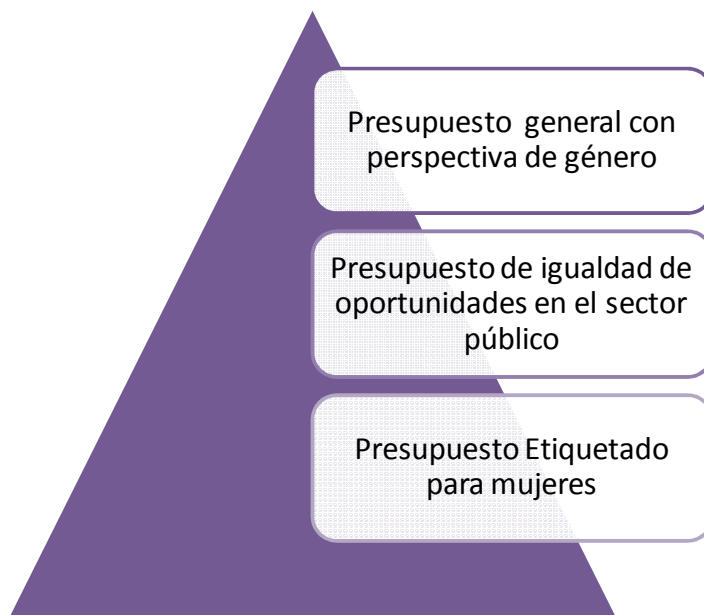 Presupuesto general con
perspectiva de género
Presupuesto de igualdad de
oportunidades en el sector
público
Presupuesto Etiquetado
para mujeres